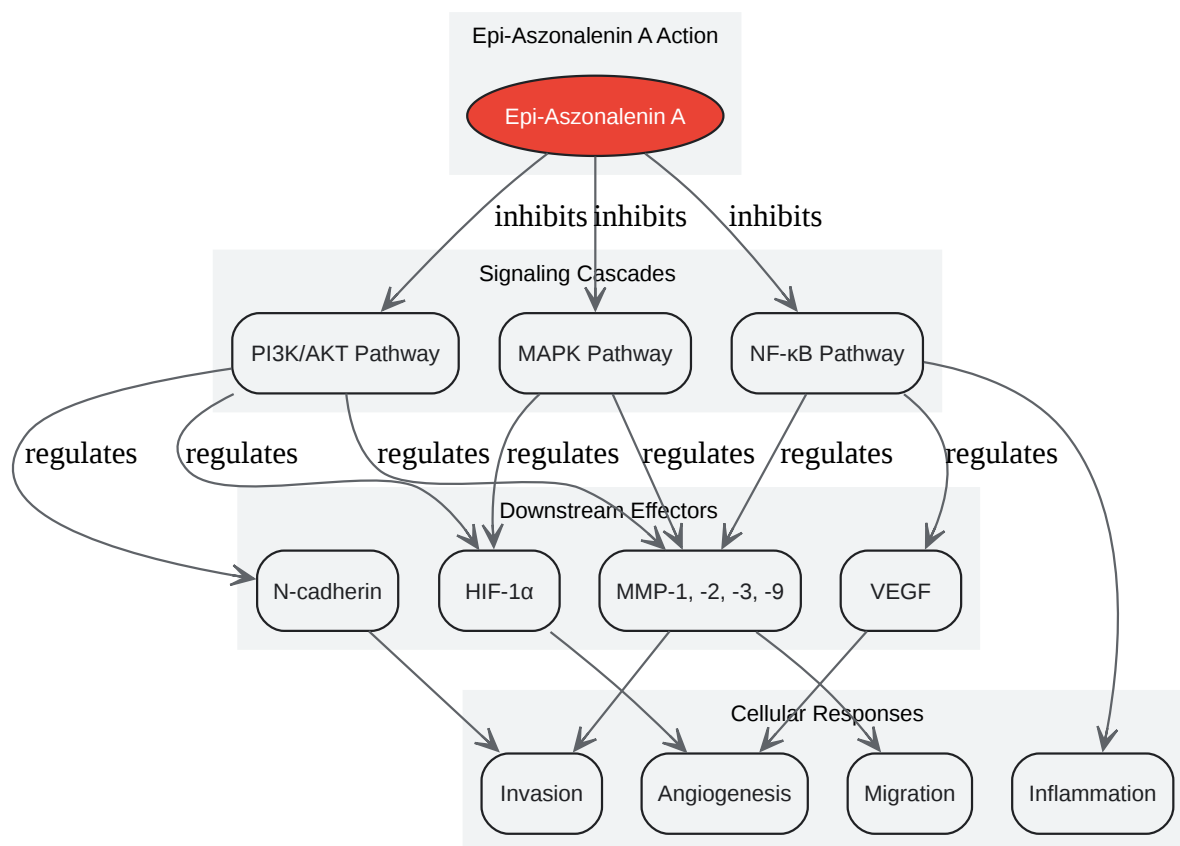 Epi-Aszonalenin A Action
Epi-Aszonalenin A
inhibits inhibits inhibits
Signaling Cascades
PI3K/AKT Pathway MAPK Pathway NF-κB Pathway
regulates regulates regulates regulates regulates regulates regulates
Downstream Effectors
N-cadherin HIF-1α MMP-1, -2, -3, -9 VEGF
Cellular Responses
Invasion Angiogenesis Migration Inflammation